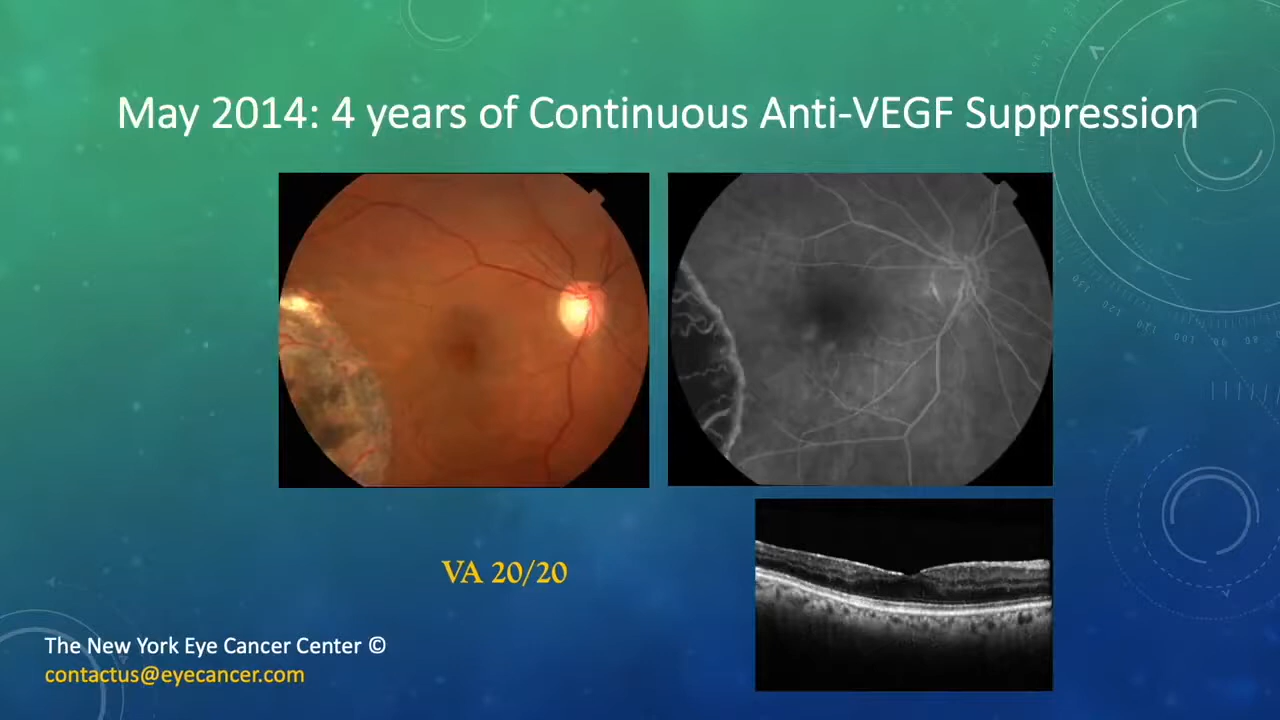 May 2014: 4 years of Continuous Anti-VEGF Suppression
VA 20/20
The New York Eye Cancer Center ©
contactus@eyecancer.com